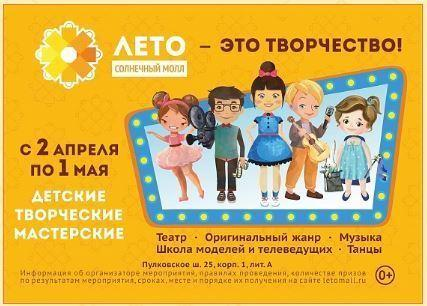 ЛЕТО
СОЛНЕЧНЫЙ МОЛЛ
– ЭТО ТВОРЧЕСТВО!
С 2 АПРЕЛЯ
ПО 1 МАЯ
ДЕТСКИЕ
ТВОРЧЕСКИЕ
МАСТЕРСКИЕ
Театр · Оригинальный жанр · Музыка
Школа моделей и телеведущих · Танцы
Пулковское ш. 25, корп. 1, лит. А
0+
Информация об организаторе мероприятия, правилах проведения, количестве призов
по результатам мероприятия, сроках, месте и порядке их получения на сайте letomall.ru